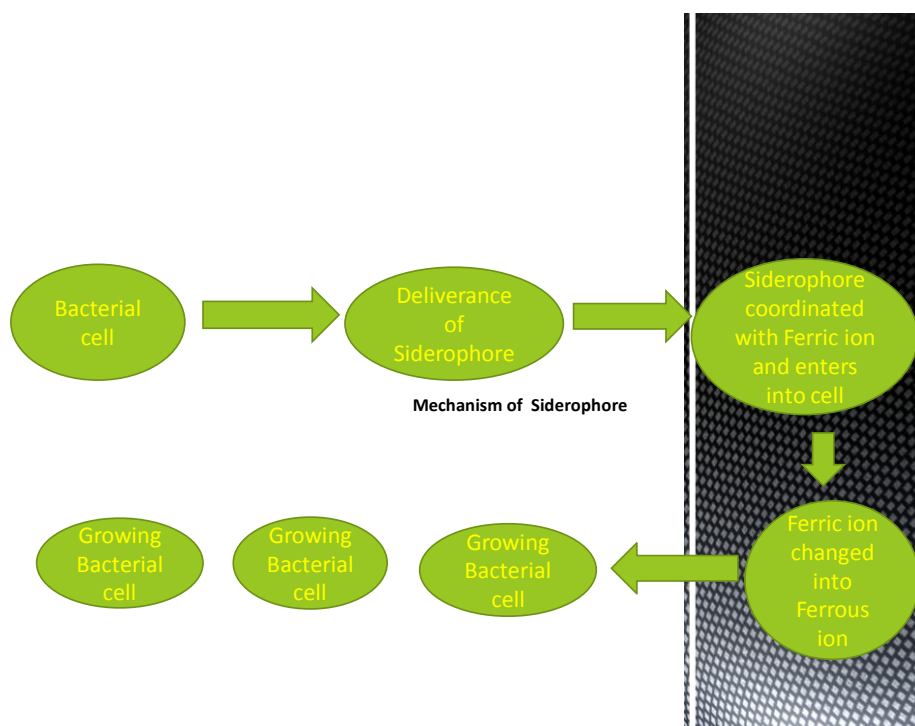 Bacterial
cell
Deliverance
of
Siderophore
Siderophore
coordinated
with Ferric ion
and enters
into cell
Mechanism of Siderophore
Growing
Bacterial
cell
Growing
Bacterial
cell
Growing
Bacterial
cell
Ferric ion
changed
into
Ferrous
ion